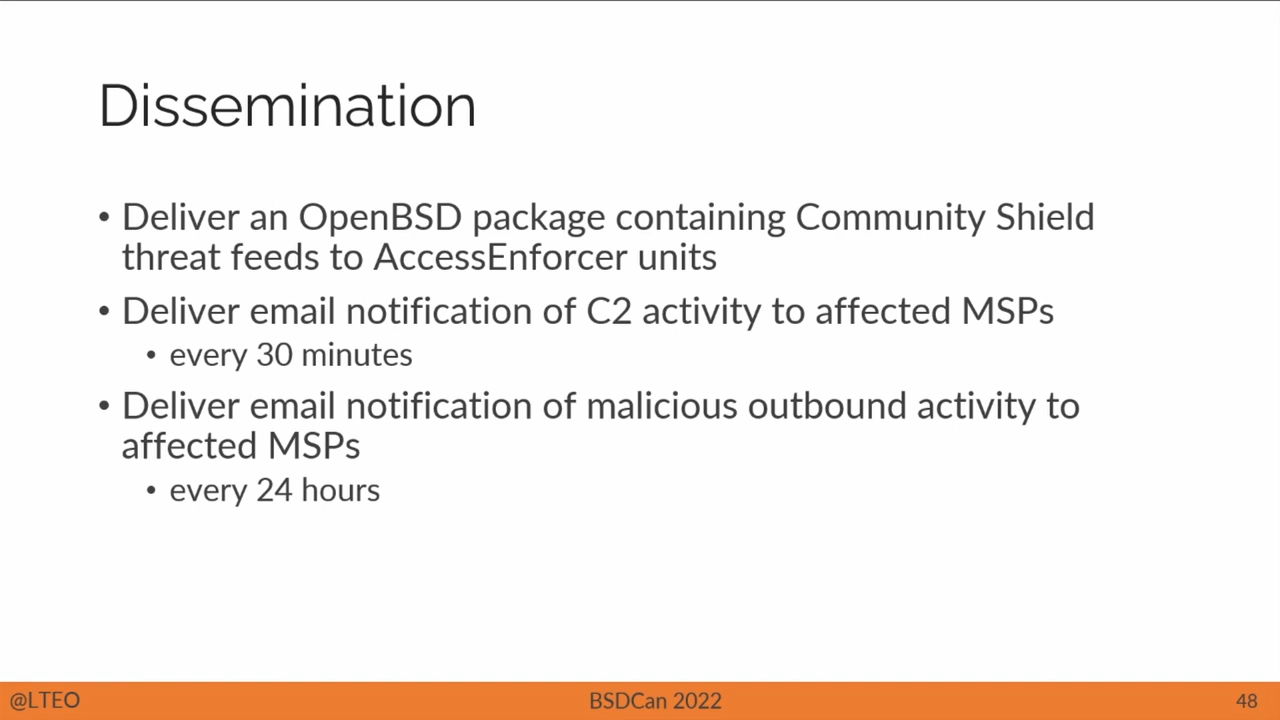 Dissemination
• Deliver an OpenBSD package containing Community Shield
threat feeds to AccessEnforcer units
• Deliver email notification of C2 activity to affected MSPs
• every 30 minutes
• Deliver email notification of malicious outbound activity to
affected MSPs
• every 24 hours
@LTEO
BSDCan 2022
48